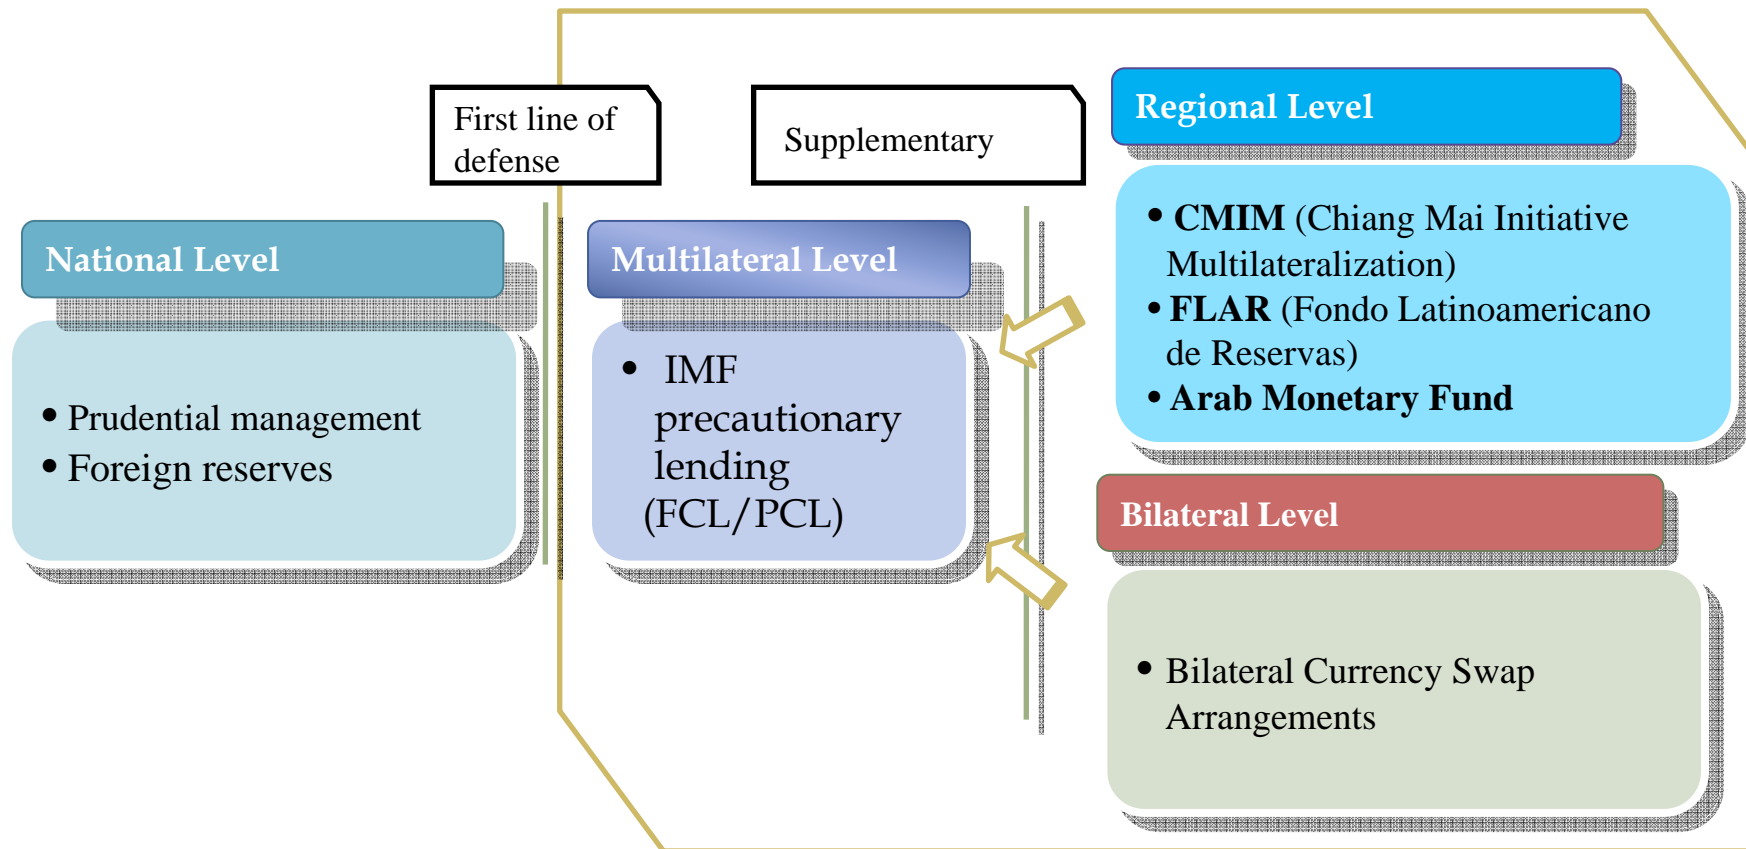 First line of
defense
Supplementary
Regional Level
• CMIM (Chiang Mai Initiative
Multilateralization)
• FLAR (Fondo Latinoamericano
de Reservas)
• Arab Monetary Fund
National Level
• Prudential management
• Foreign reserves
Multilateral Level
• IMF
precautionary
lending
(FCL/PCL)
Bilateral Level
• Bilateral Currency Swap
Arrangements